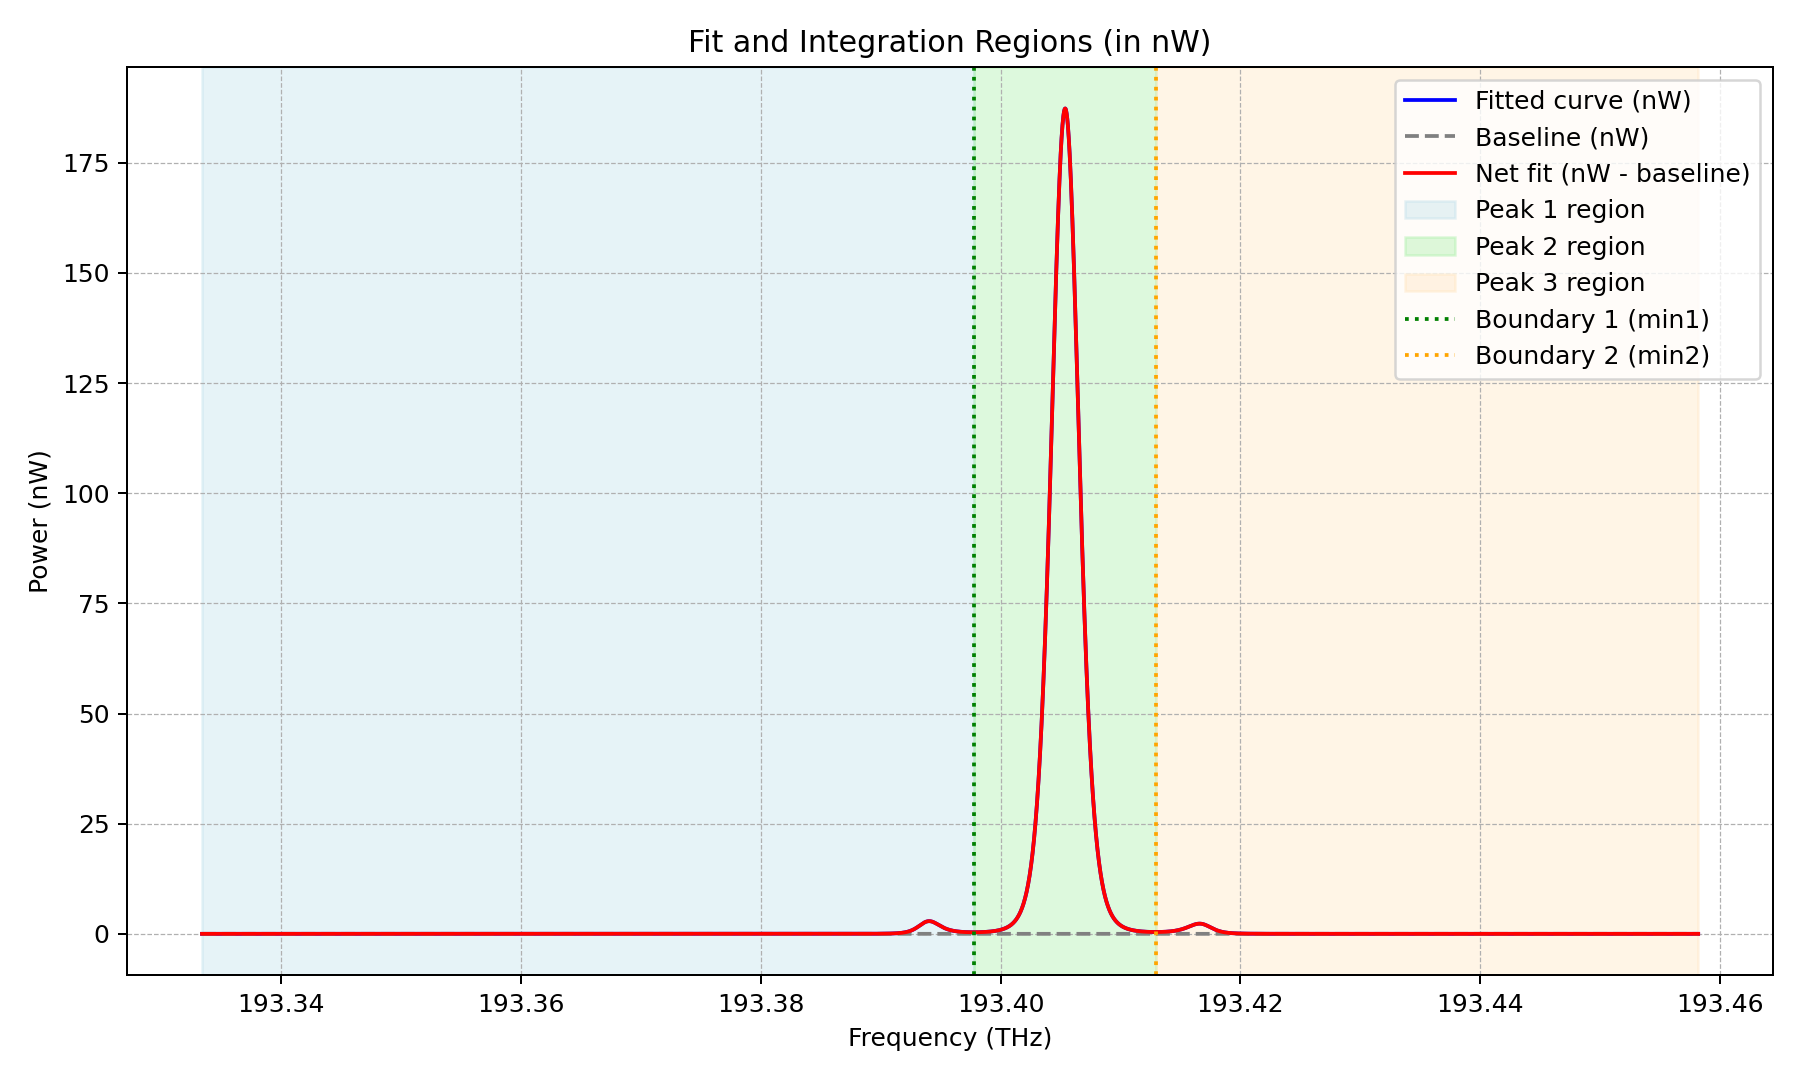 Fit and Integration Regions (in nW)
Fitted curve (nW)
Baseline (nW)
Net fit (nW - baseline)
Peak 1 region
Peak 2 region
Peak 3 region
Boundary 1 (min1)
Boundary 2 (min2)
175
150
125
100
75
50
25
0
Power (nW)
193.34
193.36
193.38
193.40
193.42
193.44
193.46
Frequency (THz)